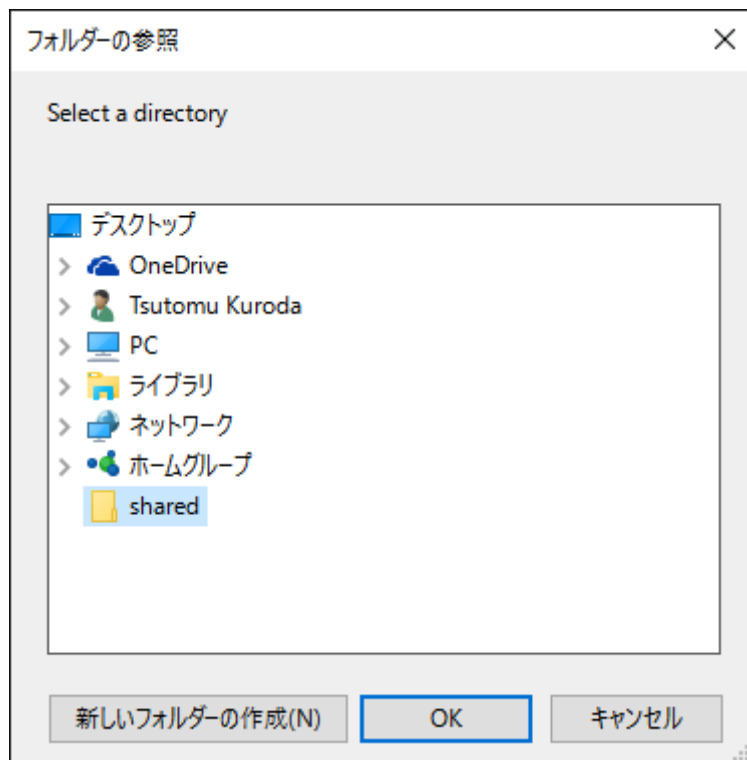 フォルダーの参照
Select a directory
デスクトップ
OneDrive
Tsutomu Kuroda
PC
ライブラリ
ネットワーク
ホームグループ
shared
新しいフォルダーの作成(N) OK キャンセル